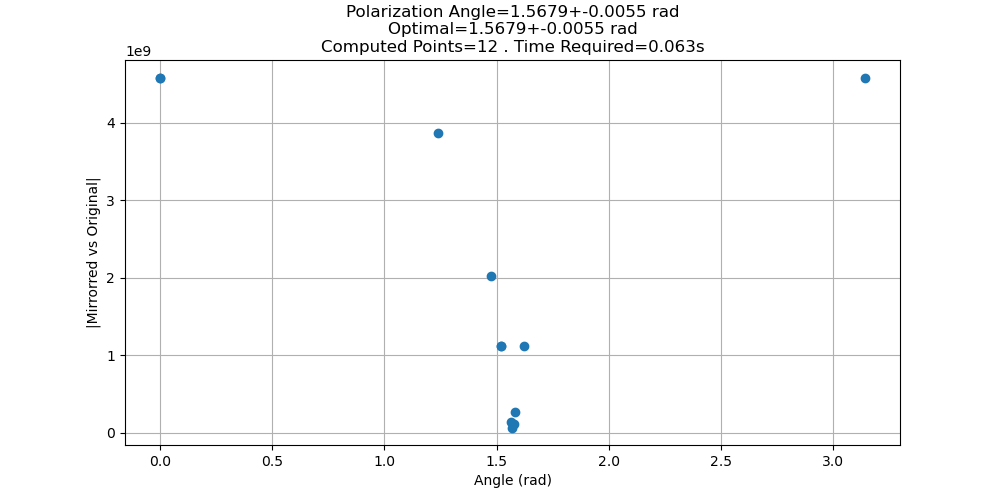 Polarization Angle=1.5679+-0.0055 rad
Optimal=1.5679+-0.0055 rad
Computed Points=12 . Time Required=0.063s
1e9
4
3
2
1
0
|Mirrorred vs Original|
0.0 0.5 1.0 1.5 2.0 2.5 3.0
Angle (rad)